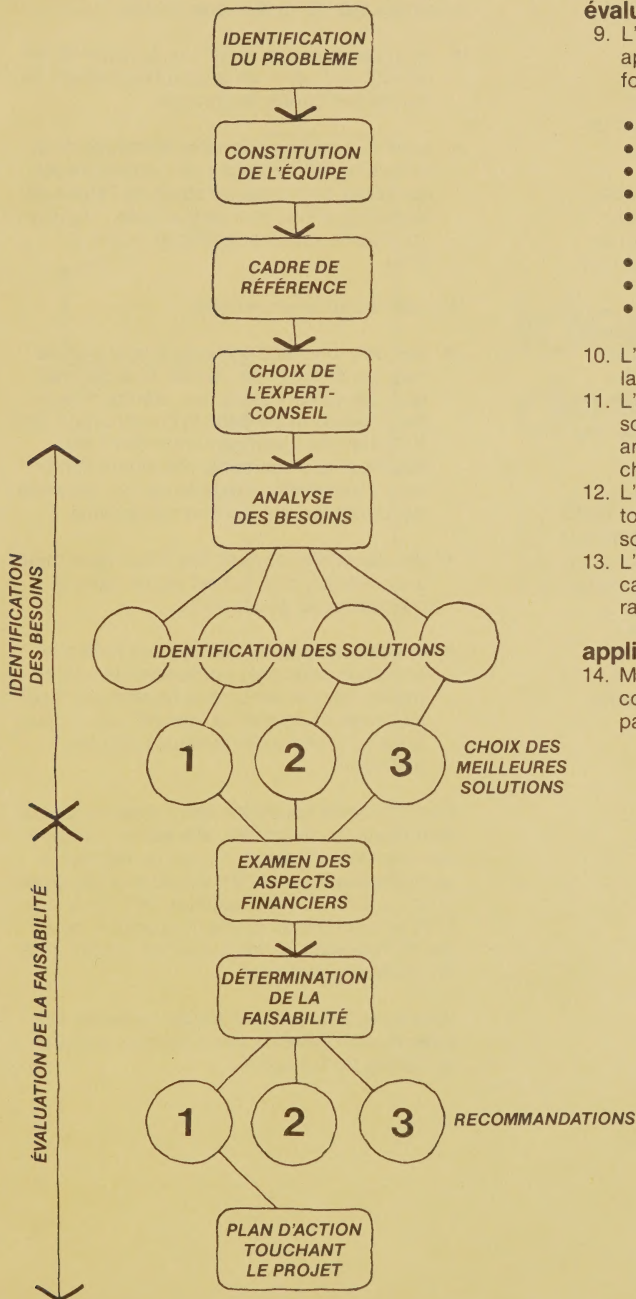 IDENTIFICATION
DU PROBLÈME
CONSTITUTION
DE L'ÉQUIPE
CADRE DE
RÉFÉRENCE
CHOIX DE
L'EXPERT-
CONSEIL
ANALYSE
DES BESOINS
IDENTIFICATION
DES BESOINS
IDENTIFICATION DES SOLUTIONS
1
2
3
CHOIX DES
MEILLEURES
SOLUTIONS
EXAMEN DES
ASPECTS
FINANCIERS
DÉTERMINATION
DE LA
FAISABILITÉ
ÉVALUATION DE LA FAISABILITÉ
1
2
3
RECOMMANDATIONS
PLAN D'ACTION
TOUCHANT
LE PROJET
évalu
9. L'
ap
fo
•
•
•
•
•
•
•
•
10. L'
la
11. L'
so
an
ch
12. L'
to
so
13. L'
ca
ra
appli
14. M
co
pa